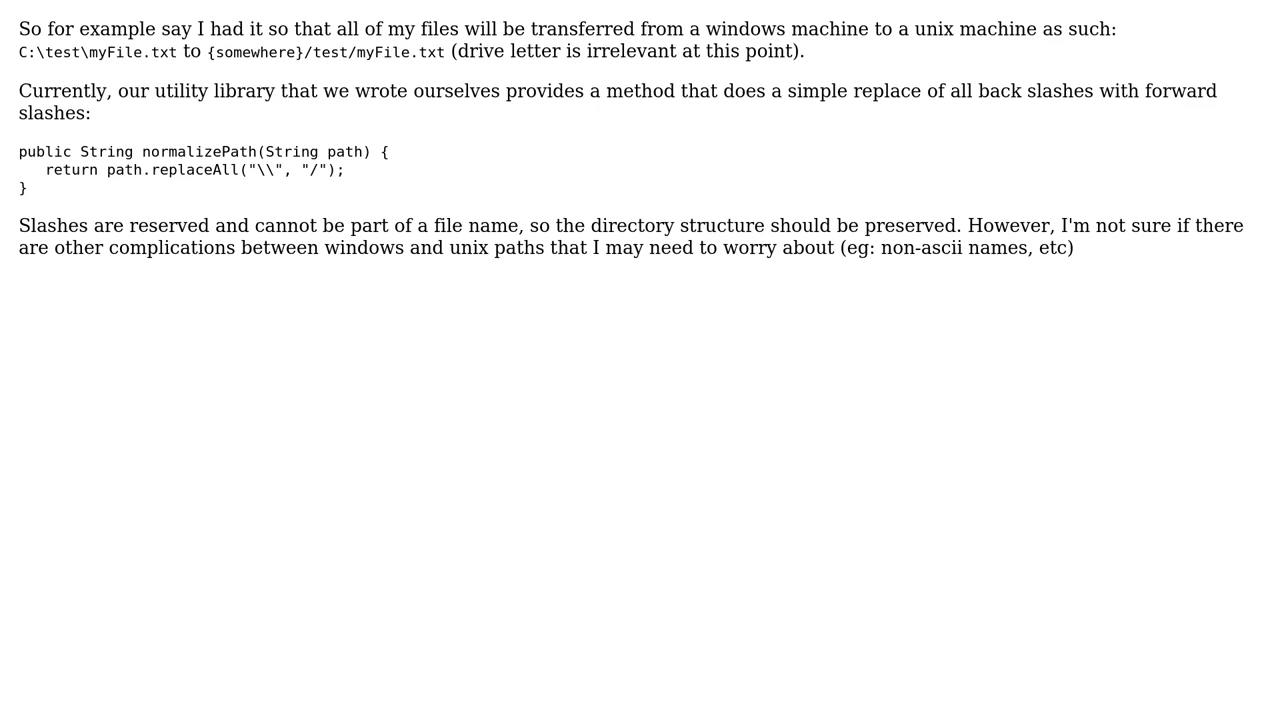 So for example say I had it so that all of my files will be transferred from a windows machine to a unix machine as such:
C:\test\myFile.txt to {somewhere}/test/myFile.txt (drive letter is irrelevant at this point).
Currently, our utility library that we wrote ourselves provides a method that does a simple replace of all back slashes with forward
slashes:
public String normalizePath(String path) {
   return path.replaceAll("\\", "/");
}
Slashes are reserved and cannot be part of a file name, so the directory structure should be preserved. However, I'm not sure if there
are other complications between windows and unix paths that I may need to worry about (eg: non-ascii names, etc)